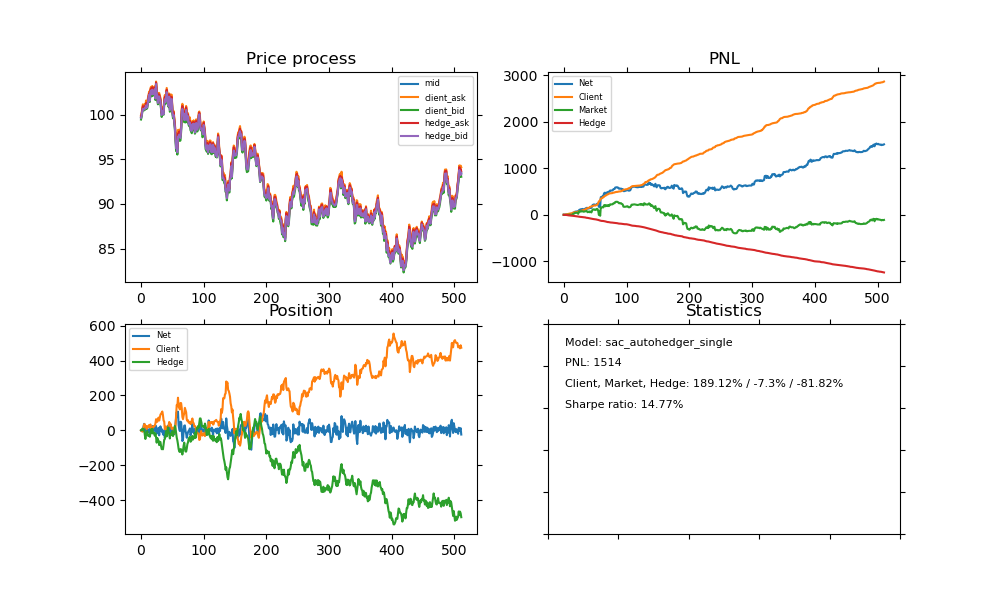 Price process
mid
client_ask
client_bid
hedge_ask
hedge_bid
100
95
90
85
0 100 200 300 400 500
PNL
Net
Client
Market
Hedge
3000
2000
1000
0
−1000
0 100 200 300 400 500
Position
Net
Client
Hedge
600
400
200
0
−200
−400
0 100 200 300 400 500
Statistics
Model: sac_autohedger_single
PNL: 1514
Client, Market, Hedge: 189.12% / -7.3% / -81.82%
Sharpe ratio: 14.77%